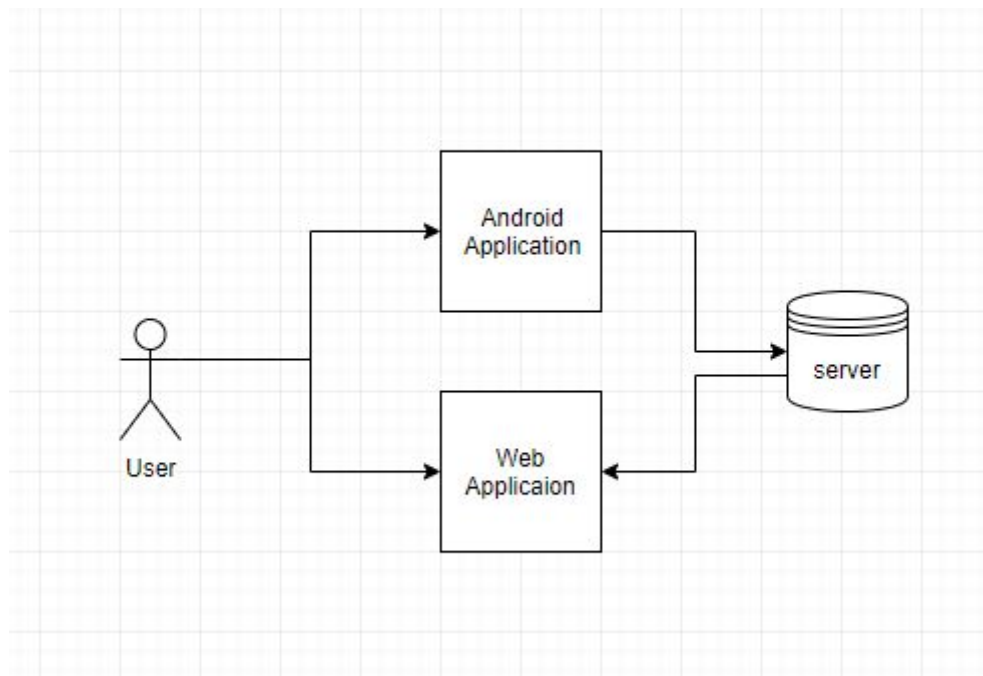 Android
Application
server
User
Web
Applicaion